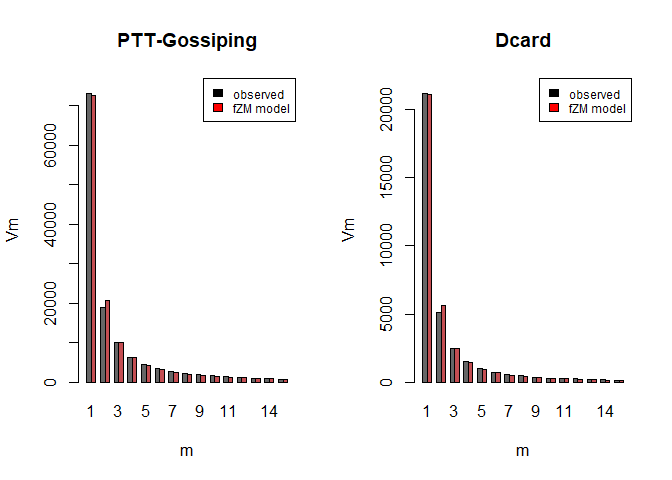 PTT-Gossiping
observed
fZM model
Vm
0
20000
40000
60000
1 3 5 7 9 11 14
m
Dcard
observed
fZM model
Vm
0
5000
10000
15000
20000
1 3 5 7 9 11 14
m